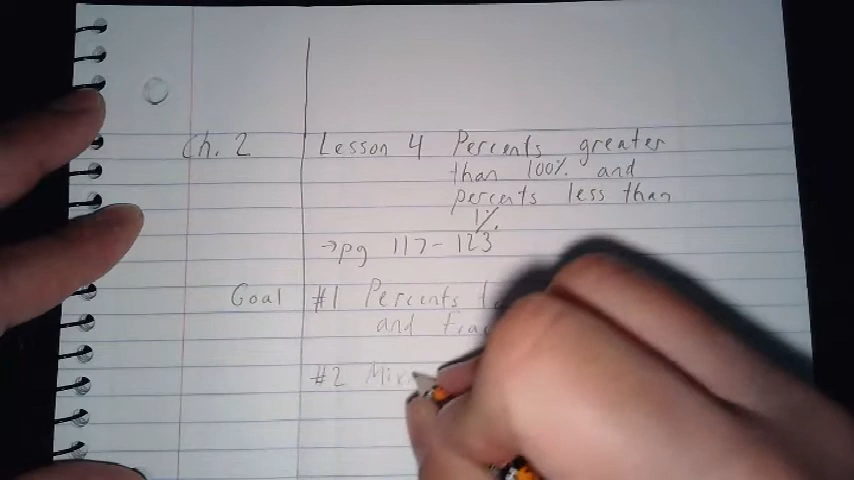 Ch. 2 Lesson 4 Percents greater
than 100% and
percents less than
1%
→pg 117-123
Goal #1 Percents
and
#2